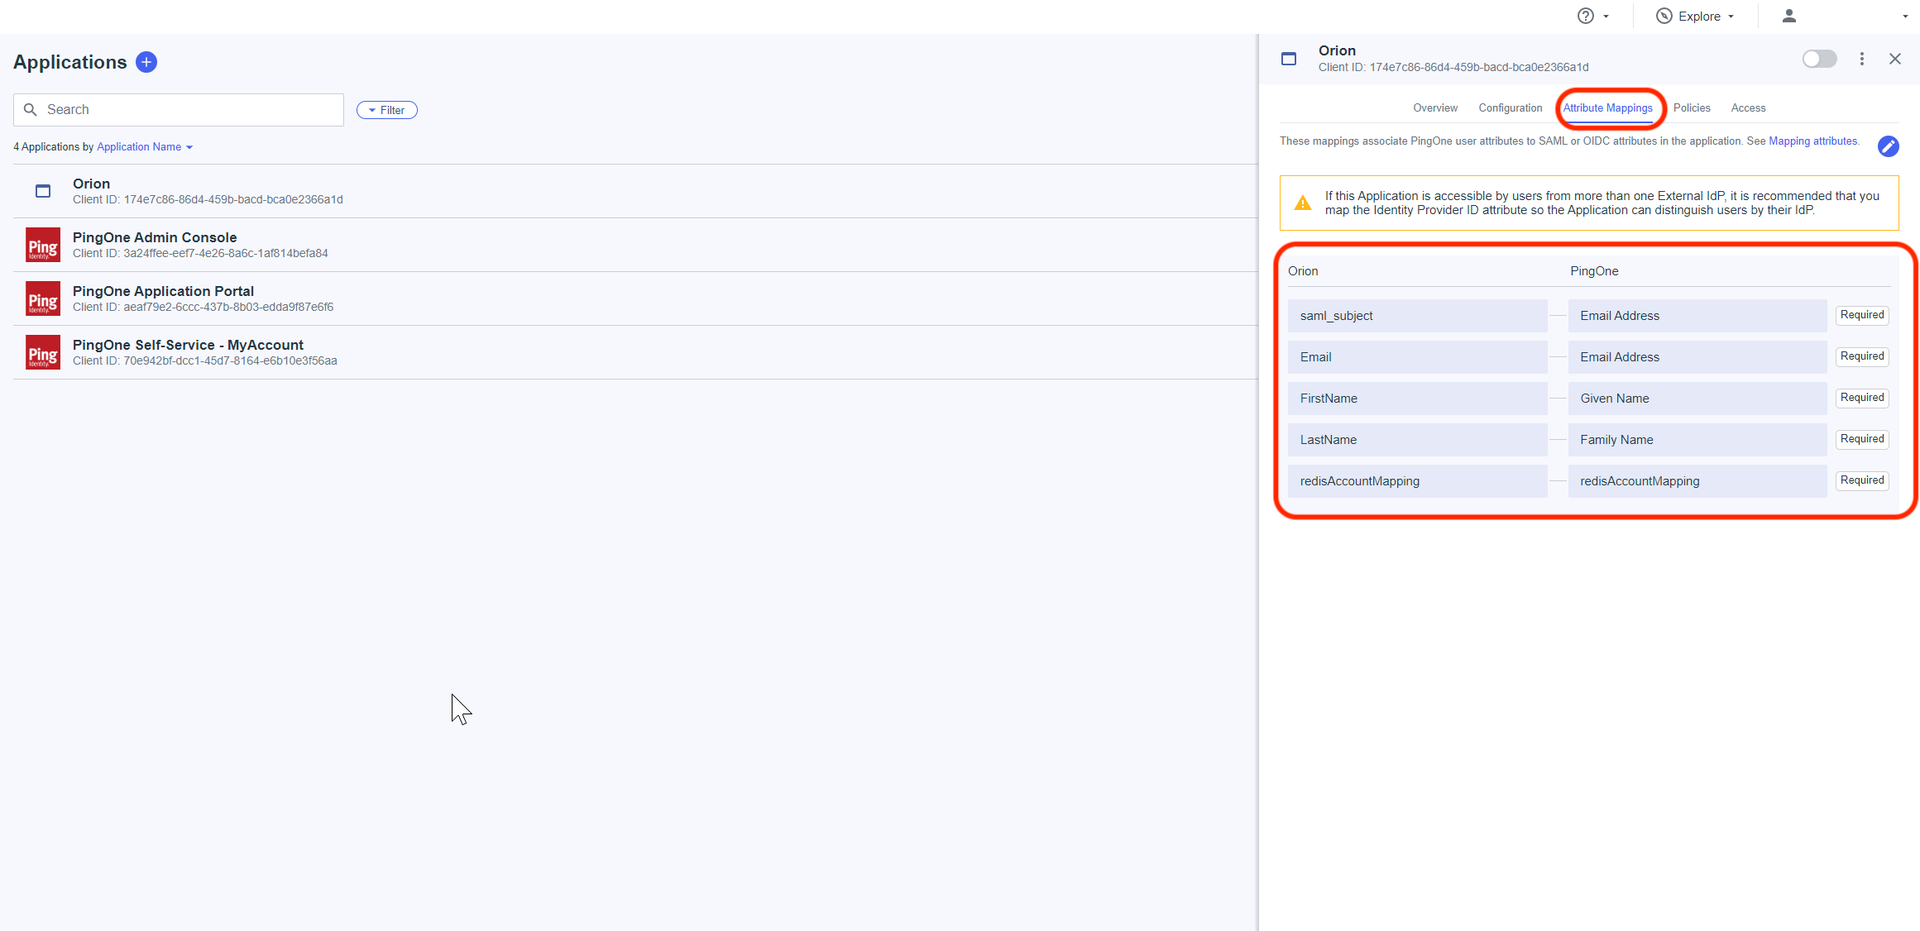 Explore
Applications
Search
Filter
4 Applications by Application Name
Orion
Client ID: 174e7c86-86d4-459b-bacd-bca0e2366a1d
Ping
Identity.
PingOne Admin Console
Client ID: 3a24ffee-eef7-4e26-8a6c-1af814befa84
Ping
Identity.
PingOne Application Portal
Client ID: aeaf79e2-6ccc-437b-8b03-edda9f87e6f6
Ping
Identity.
PingOne Self-Service - MyAccount
Client ID: 70e942bf-dcc1-45d7-8164-e6b10e3f56aa
Orion
Client ID: 174e7c86-86d4-459b-bacd-bca0e2366a1d
Overview Configuration Attribute Mappings Policies Access
These mappings associate PingOne user attributes to SAML or OIDC attributes in the application. See Mapping attributes.
If this Application is accessible by users from more than one External IdP, it is recommended that you
map the Identity Provider ID attribute so the Application can distinguish users by their IdP.
Orion PingOne
saml_subject Email Address Required
Email Email Address Required
FirstName Given Name Required
LastName Family Name Required
redisAccountMapping redisAccountMapping Required